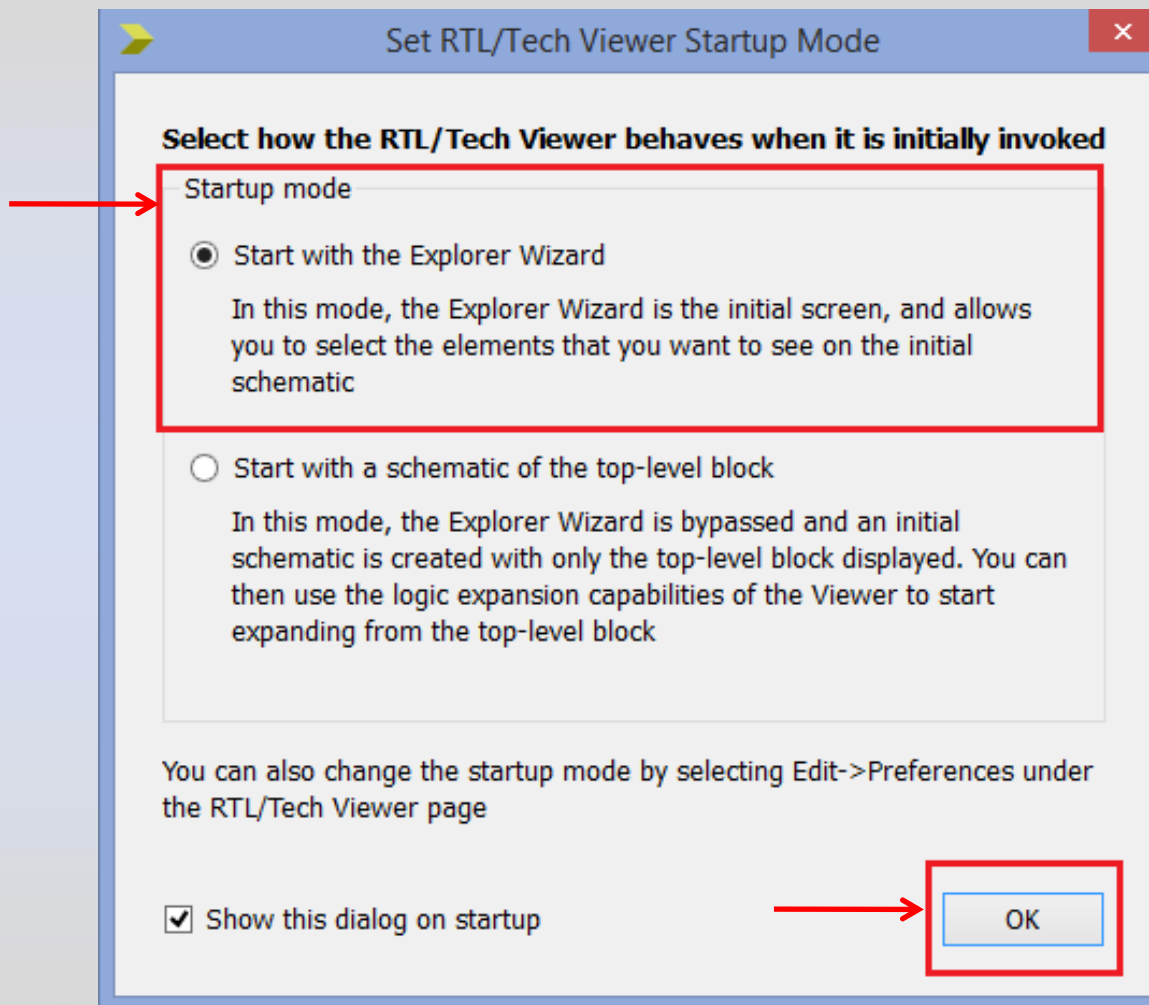 Set RTL/Tech Viewer Startup Mode
Select how the RTL/Tech Viewer behaves when it is initially invoked
Startup mode
Start with the Explorer Wizard
In this mode, the Explorer Wizard is the initial screen, and allows
you to select the elements that you want to see on the initial
schematic
Start with a schematic of the top-level block
In this mode, the Explorer Wizard is bypassed and an initial
schematic is created with only the top-level block displayed. You can
then use the logic expansion capabilities of the Viewer to start
expanding from the top-level block
You can also change the startup mode by selecting Edit->Preferences under
the RTL/Tech Viewer page
Show this dialog on startup
OK